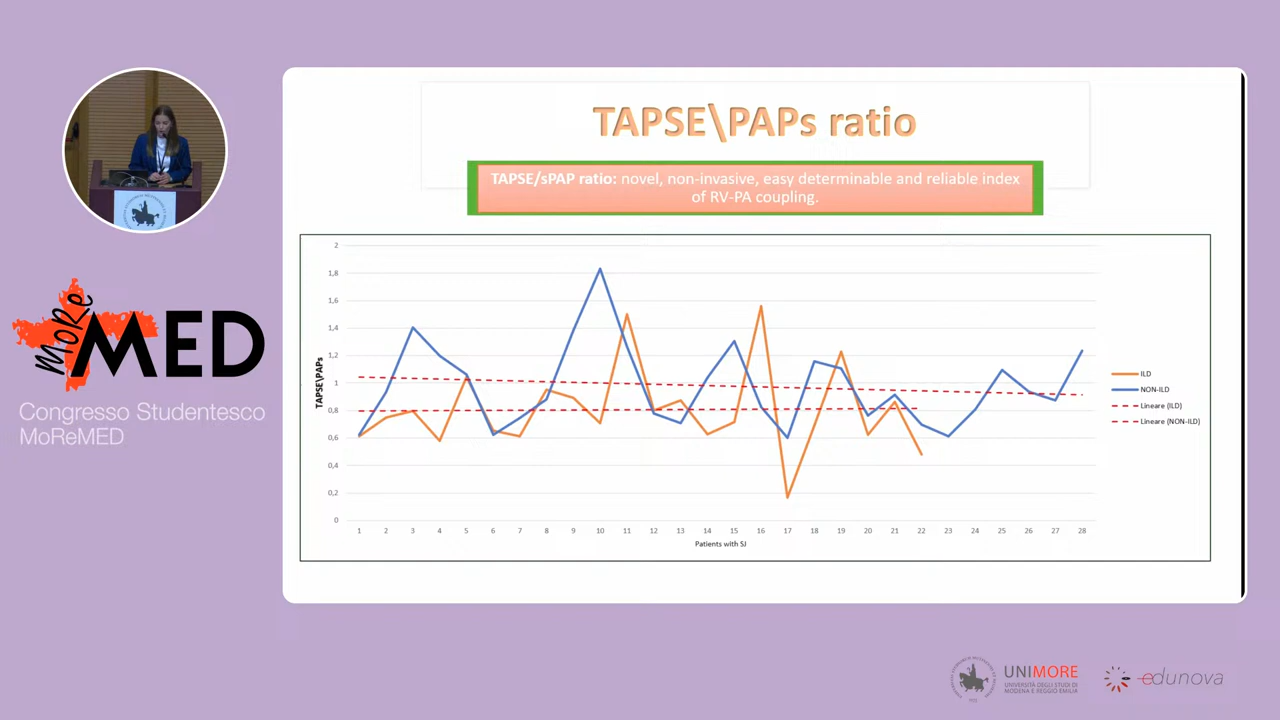 TAPSE\PAPs ratio
TAPSE/sPAP ratio: novel, non-invasive, easy determinable and reliable index
of RV-PA coupling.
MoRe
MED
Congresso Studentesco
MoReMED
TAPSE\PAPs
2
1,8
1,6
1,4
1,2
1
0,8
0,6
0,4
0,2
0
1 2 3 4 5 6 7 8 9 10 11 12 13 14 15 16 17 18 19 20 21 22 23 24 25 26 27 28
Patients with SJ
ILD
NON-ILD
Lineare (ILD)
Lineare (NON-ILD)
UNIMORE
UNIVERSITÀ DEGLI STUDI DI
MODENA E REGGIO EMILIA
edunova